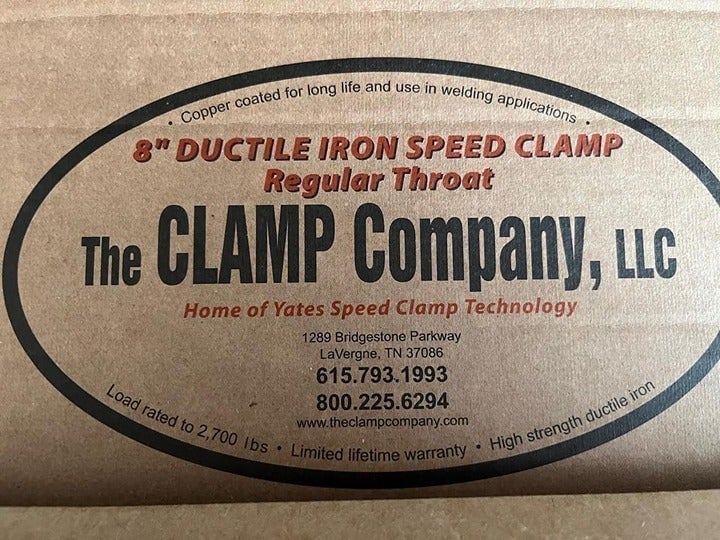 • Copper coated for long life and use in welding applications •
8" DUCTILE IRON SPEED CLAMP
Regular Throat
The CLAMP Company, LLC
Home of Yates Speed Clamp Technology
1289 Bridgestone Parkway
LaVergne, TN 37086
615.793.1993
800.225.6294
www.theclampcompany.com
Load rated to 2,700 lbs • Limited lifetime warranty • High strength ductile iron